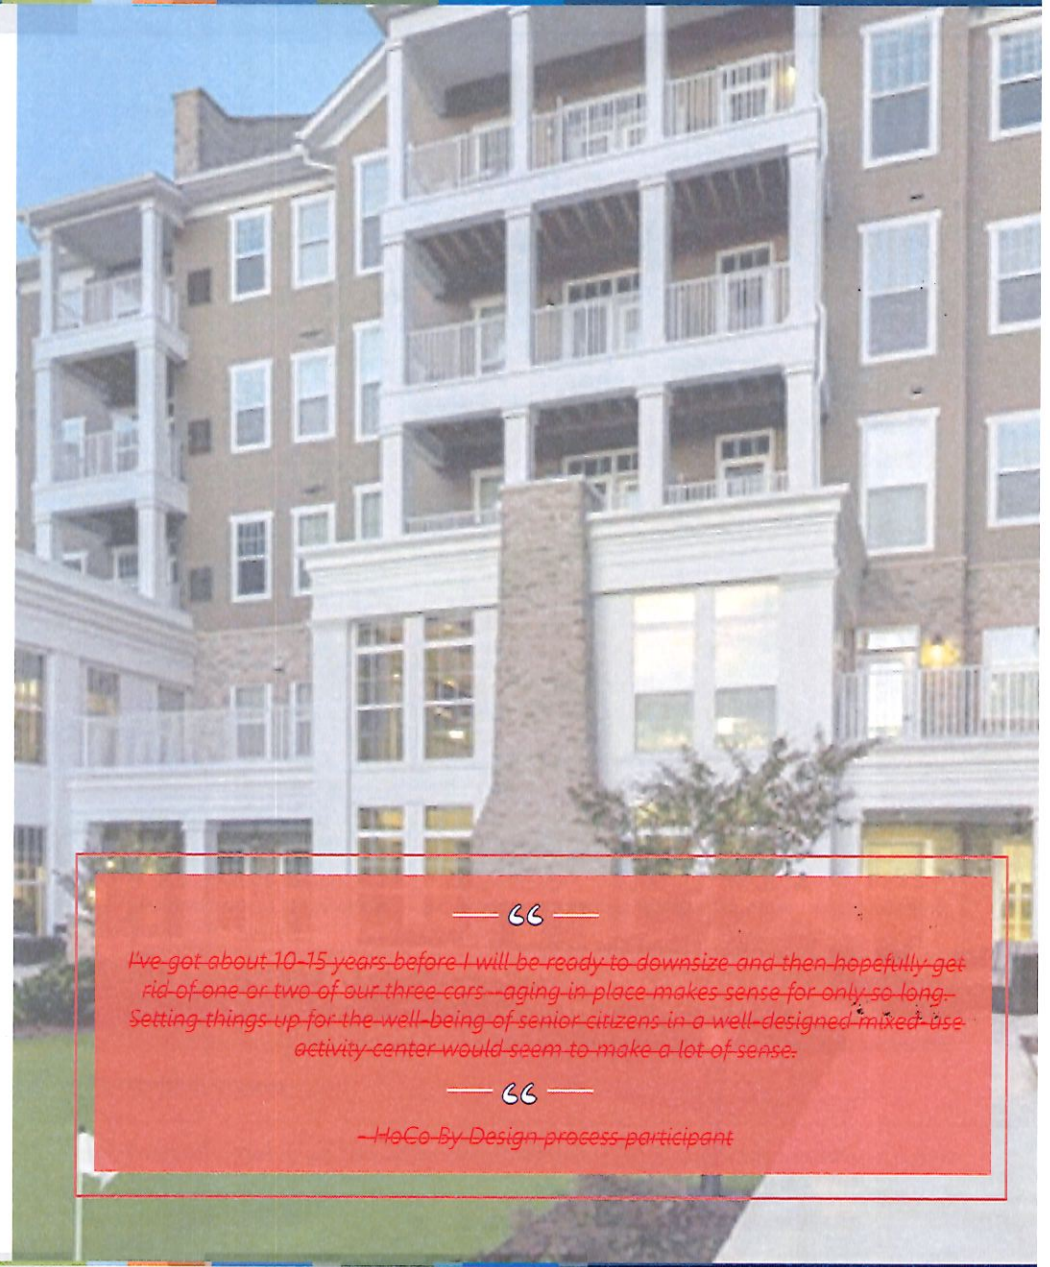 “
I've got about 10-15 years before I will be ready to downsize and then hopefully get
rid of one or two of our three cars--aging in place makes sense for only so long.
Setting things up for the well-being of senior citizens in a well-designed mixed-use
activity center would seem to make a lot of sense.
“
- HoCo By Design process participant